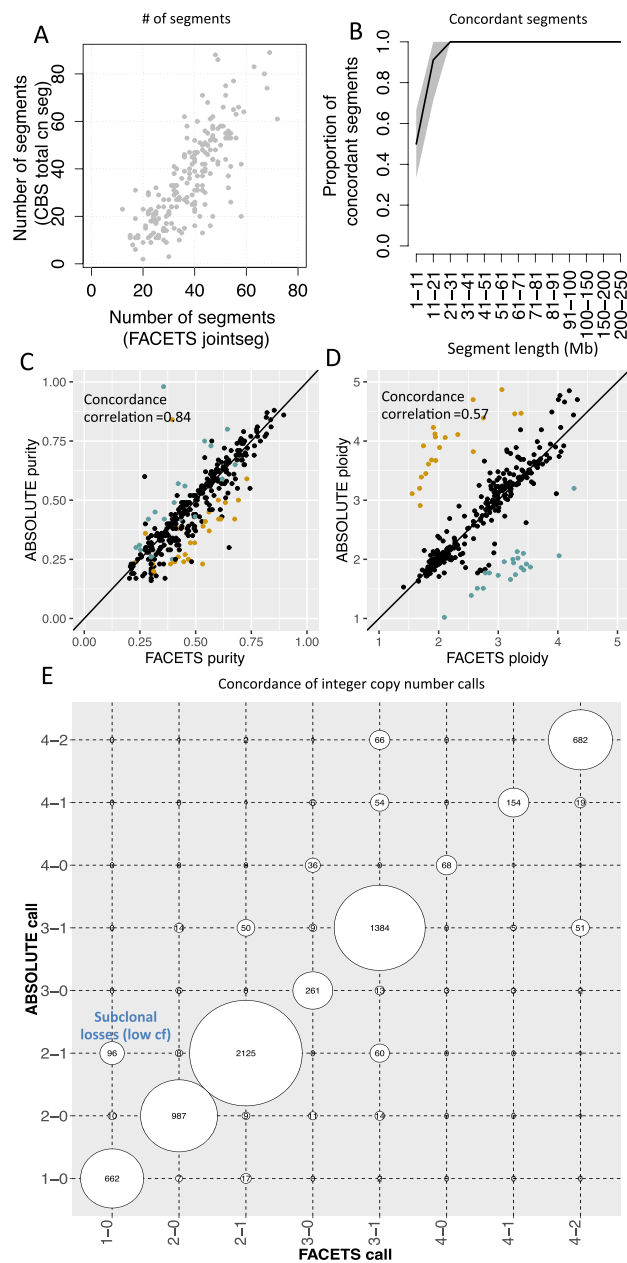 A
# of segments
Number of segments
(CBS total cn seg)
0 20 40 60 80
0 20 40 60 80
Number of segments
(FACETS jointseg)
B
Concordant segments
Proportion of
concordant segments
0.0 0.2 0.4 0.6 0.8 1.0
1−11
11−21
21−31
31−41
41−51
51−61
61−71
71−81
81−91
91−100
100−150
150−200
200−250
Segment length (Mb)
C
Concordance
correlation =0.84
ABSOLUTE purity
1.00
0.75
0.50
0.25
0.00
0.00 0.25 0.50 0.75 1.00
FACETS purity
D
Concordance
correlation =0.57
ABSOLUTE ploidy
5
4
3
2
1
1 2 3 4 5
FACETS ploidy
E
Concordance of integer copy number calls
ABSOLUTE call
4−2 66 682
4−1 6 54 154 19
4−0 36 68
3−1 14 50 9 1384 5 51
3−0 261 13
Subclonal
losses (low cf)
2−1 96 8 2125 60
2−0 10 987 9 11 14
1−0 662 7 17
1−0 2−0 2−1 3−0 3−1 4−0 4−1 4−2
FACETS call